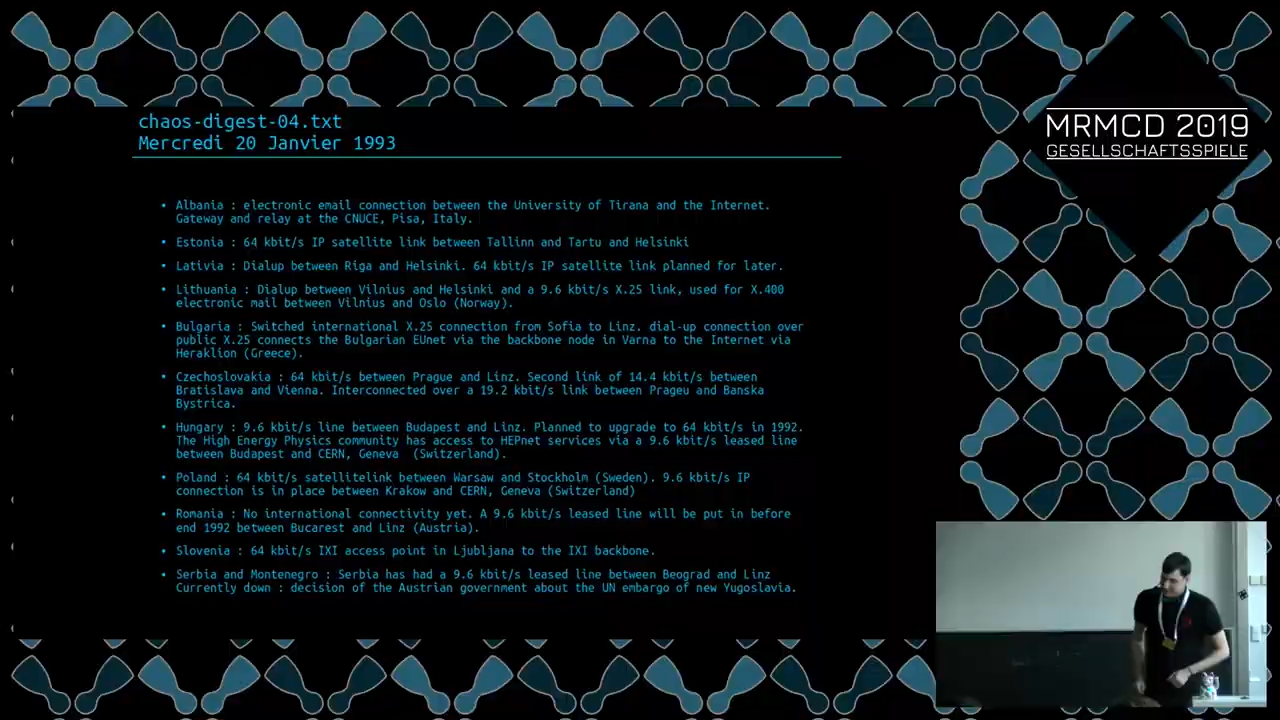 chaos-digest-04.txt
Mercredi 20 Janvier 1993
MRMCD 2019
GESELLSCHAFTSSPIELE
• Albania : electronic email connection between the University of Tirana and the Internet.
Gateway and relay at the CNUCE, Pisa, Italy.
• Estonia : 64 kbit/s IP satellite link between Tallinn and Tartu and Helsinki
• Lativia : Dialup between Riga and Helsinki. 64 kbit/s IP satellite link planned for later.
• Lithuania : Dialup between Vilnius and Helsinki and a 9.6 kbit/s X.25 link, used for X.400
electronic mail between Vilnius and Oslo (Norway).
• Bulgaria : Switched international X.25 connection from Sofia to Linz. dial-up connection over
public X.25 connects the Bulgarian EUnet via the backbone node in Varna to the Internet via
Heraklion (Greece).
• Czechoslovakia : 64 kbit/s between Prague and Linz. Second link of 14.4 kbit/s between
Bratislava and Vienna. Interconnected over a 19.2 kbit/s link between Prageu and Banska
Bystrica.
• Hungary : 9.6 kbit/s line between Budapest and Linz. Planned to upgrade to 64 kbit/s in 1992.
The High Energy Physics community has access to HEPnet services via a 9.6 kbit/s leased line
between Budapest and CERN, Geneva  (Switzerland).
• Poland : 64 kbit/s sattellitelink between Warsaw and Stockholm (Sweden). 9.6 kbit/s IP
connection is in place between Krakow and CERN, Geneva (Switzerland)
• Romania : No international connectivity yet. A 9.6 kbit/s leased line will be put in before
end 1992 between Bucarest and Linz (Austria).
• Slovenia : 64 kbit/s IXI access point in Ljubljana to the IXI backbone.
• Serbia and Montenegro : Serbia has had a 9.6 kbit/s leased line between Beograd and Linz
Currently down : decision of the Austrian government about the UN embargo of new Yugoslavia.